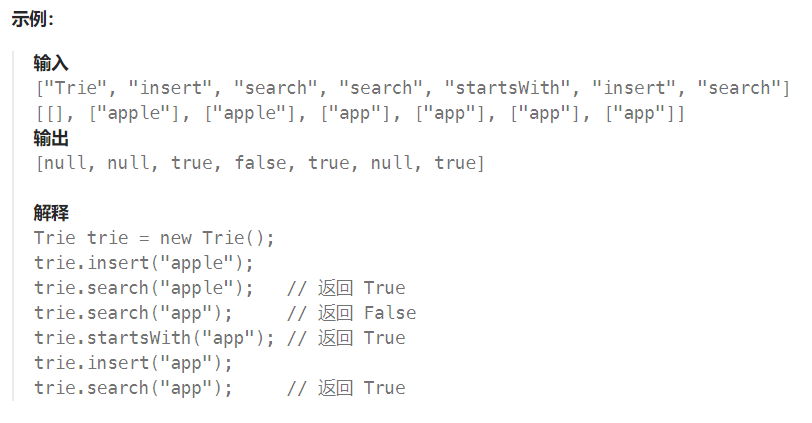 示例：
输入
["Trie", "insert", "search", "search", "startsWith", "insert", "search"]
[[], ["apple"], ["apple"], ["app"], ["app"], ["app"], ["app"]]
输出
[null, null, true, false, true, null, true]
解释
Trie trie = new Trie();
trie.insert("apple");
trie.search("apple");   // 返回 True
trie.search("app");     // 返回 False
trie.startsWith("app"); // 返回 True
trie.insert("app");
trie.search("app");     // 返回 True